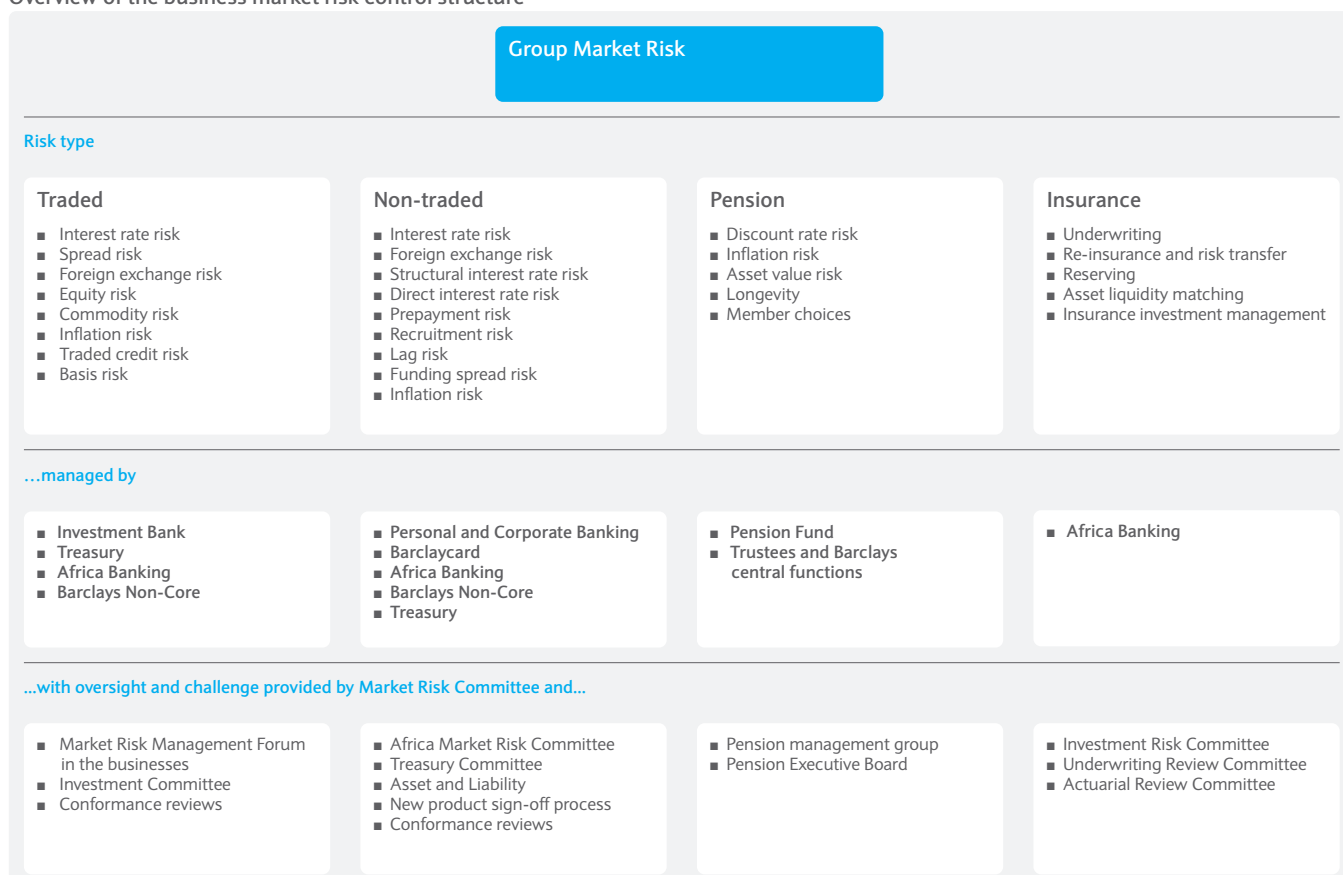 Overview of the business market risk control structure
Group Market Risk
Risk type
Traded
■ Interest rate risk
■ Spread risk
■ Foreign exchange risk
■ Equity risk
■ Commodity risk
■ Inflation risk
■ Traded credit risk
■ Basis risk
Non-traded
■ Interest rate risk
■ Foreign exchange risk
■ Structural interest rate risk
■ Direct interest rate risk
■ Prepayment risk
■ Recruitment risk
■ Lag risk
■ Funding spread risk
■ Inflation risk
Pension
■ Discount rate risk
■ Inflation risk
■ Asset value risk
■ Longevity
■ Member choices
Insurance
■ Underwriting
■ Re-insurance and risk transfer
■ Reserving
■ Asset liquidity matching
■ Insurance investment management
…managed by
■ Investment Bank
■ Treasury
■ Africa Banking
■ Barclays Non-Core
■ Personal and Corporate Banking
■ Barclaycard
■ Africa Banking
■ Barclays Non-Core
■ Treasury
■ Pension Fund
■ Trustees and Barclays
central functions
■ Africa Banking
...with oversight and challenge provided by Market Risk Committee and...
■ Market Risk Management Forum
in the businesses
■ Investment Committee
■ Conformance reviews
■ Africa Market Risk Committee
■ Treasury Committee
■ Asset and Liability
■ New product sign-off process
■ Conformance reviews
■ Pension management group
■ Pension Executive Board
■ Investment Risk Committee
■ Underwriting Review Committee
■ Actuarial Review Committee